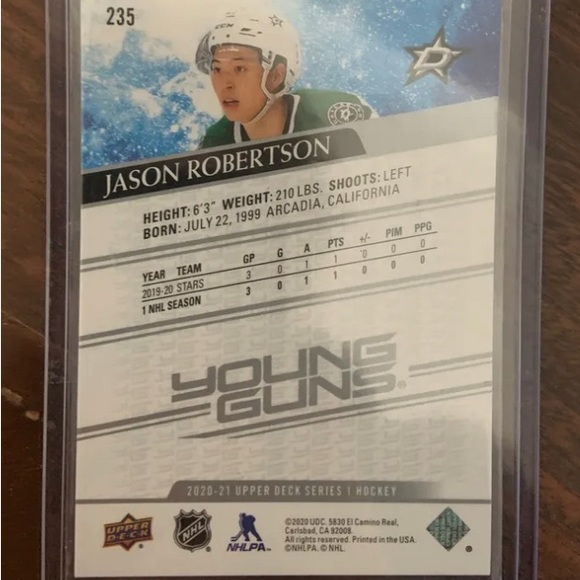 235
D
JASON ROBERTSON
HEIGHT: 6'3" WEIGHT: 210 LBS. SHOOTS: LEFT
BORN: JULY 22, 1999 ARCADIA, CALIFORNIA
YEAR TEAM GP G A PTS +/- PIM PPG
2019-20 STARS 3 0 1 1 0 0 0
1 NHL SEASON 3 0 1 1 0 0 0
YOUNG
GUNS®
2020-21 UPPER DECK SERIES 1 HOCKEY
UPPER
DECK
NHL
NHLPA
©2020 UDC. 5830 El Camino Real,
Carlsbad, CA 92008.
All rights reserved. Printed in the USA.
©NHLPA. © NHL.